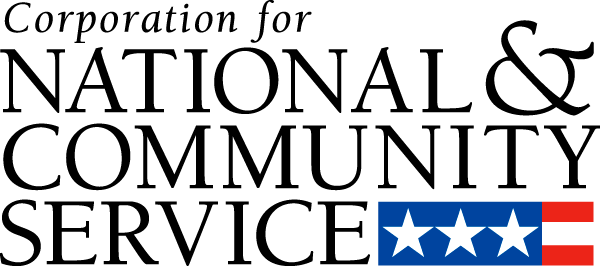 Corporation for
NATIONAL &
COMMUNITY
SERVICE